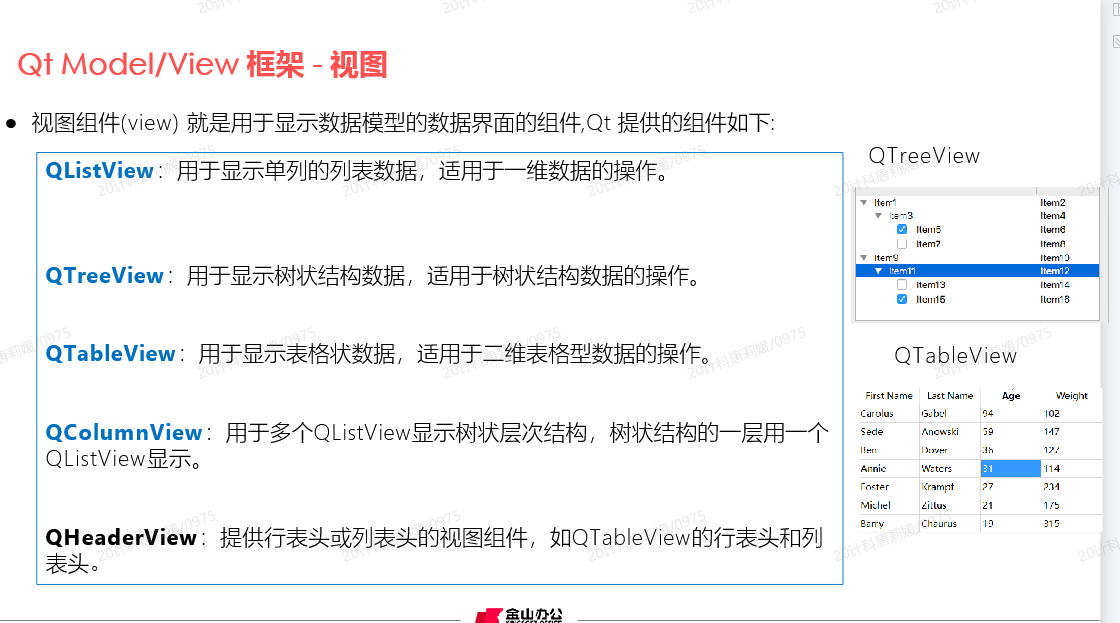 Qt Model/View 框架 - 视图
● 视图组件(view) 就是用于显示数据模型的数据界面的组件,Qt 提供的组件如下:
QListView：用于显示单列的列表数据，适用于一维数据的操作。
QTreeView：用于显示树状结构数据，适用于树状结构数据的操作。
QTableView：用于显示表格状数据，适用于二维表格型数据的操作。
QColumnView：用于多个QListView显示树状层次结构，树状结构的一层用一个
QListView显示。
QHeaderView：提供行表头或列表头的视图组件，如QTableView的行表头和列
表头。
QTreeView
Item1 Item2
Item3 Item4
Item5 Item6
Item7 Item8
Item9 Item10
Item11 Item12
Item13 Item14
Item15 Item16
QTableView
First Name Last Name Age Weight
Carolus Gabel 94 102
Sede Anowski 59 147
Ben Dover 36 127
Annie Waters 31 114
Foster Krampf 27 234
Michel Zittus 21 175
Barry Chaurus 19 315
金山办公
20计科唐莉媛/0975